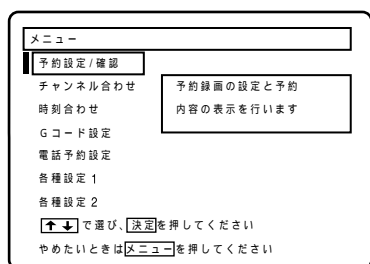 メニュー
予約設定/確認
チャンネル合わせ
予約録画の設定と予約
時刻合わせ
内容の表示を行います
Gコード設定
電話予約設定
各種設定 1
各種設定 2
↑↓で選び、決定を押してください
やめたいときはメニューを押してください